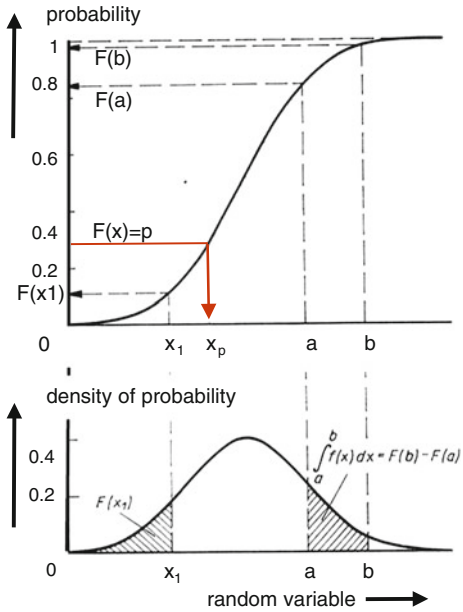 probability
1
F(b)
0.8
F(a)
0.6
0.4
F(x)=p
0.2
F(x1)
0 x₁ xₚ a b
density of probability
0.4
∫ₐᵇ f(x) dx = F(b) - F(a)
0.2
F(x₁)
0 x₁ a b
random variable